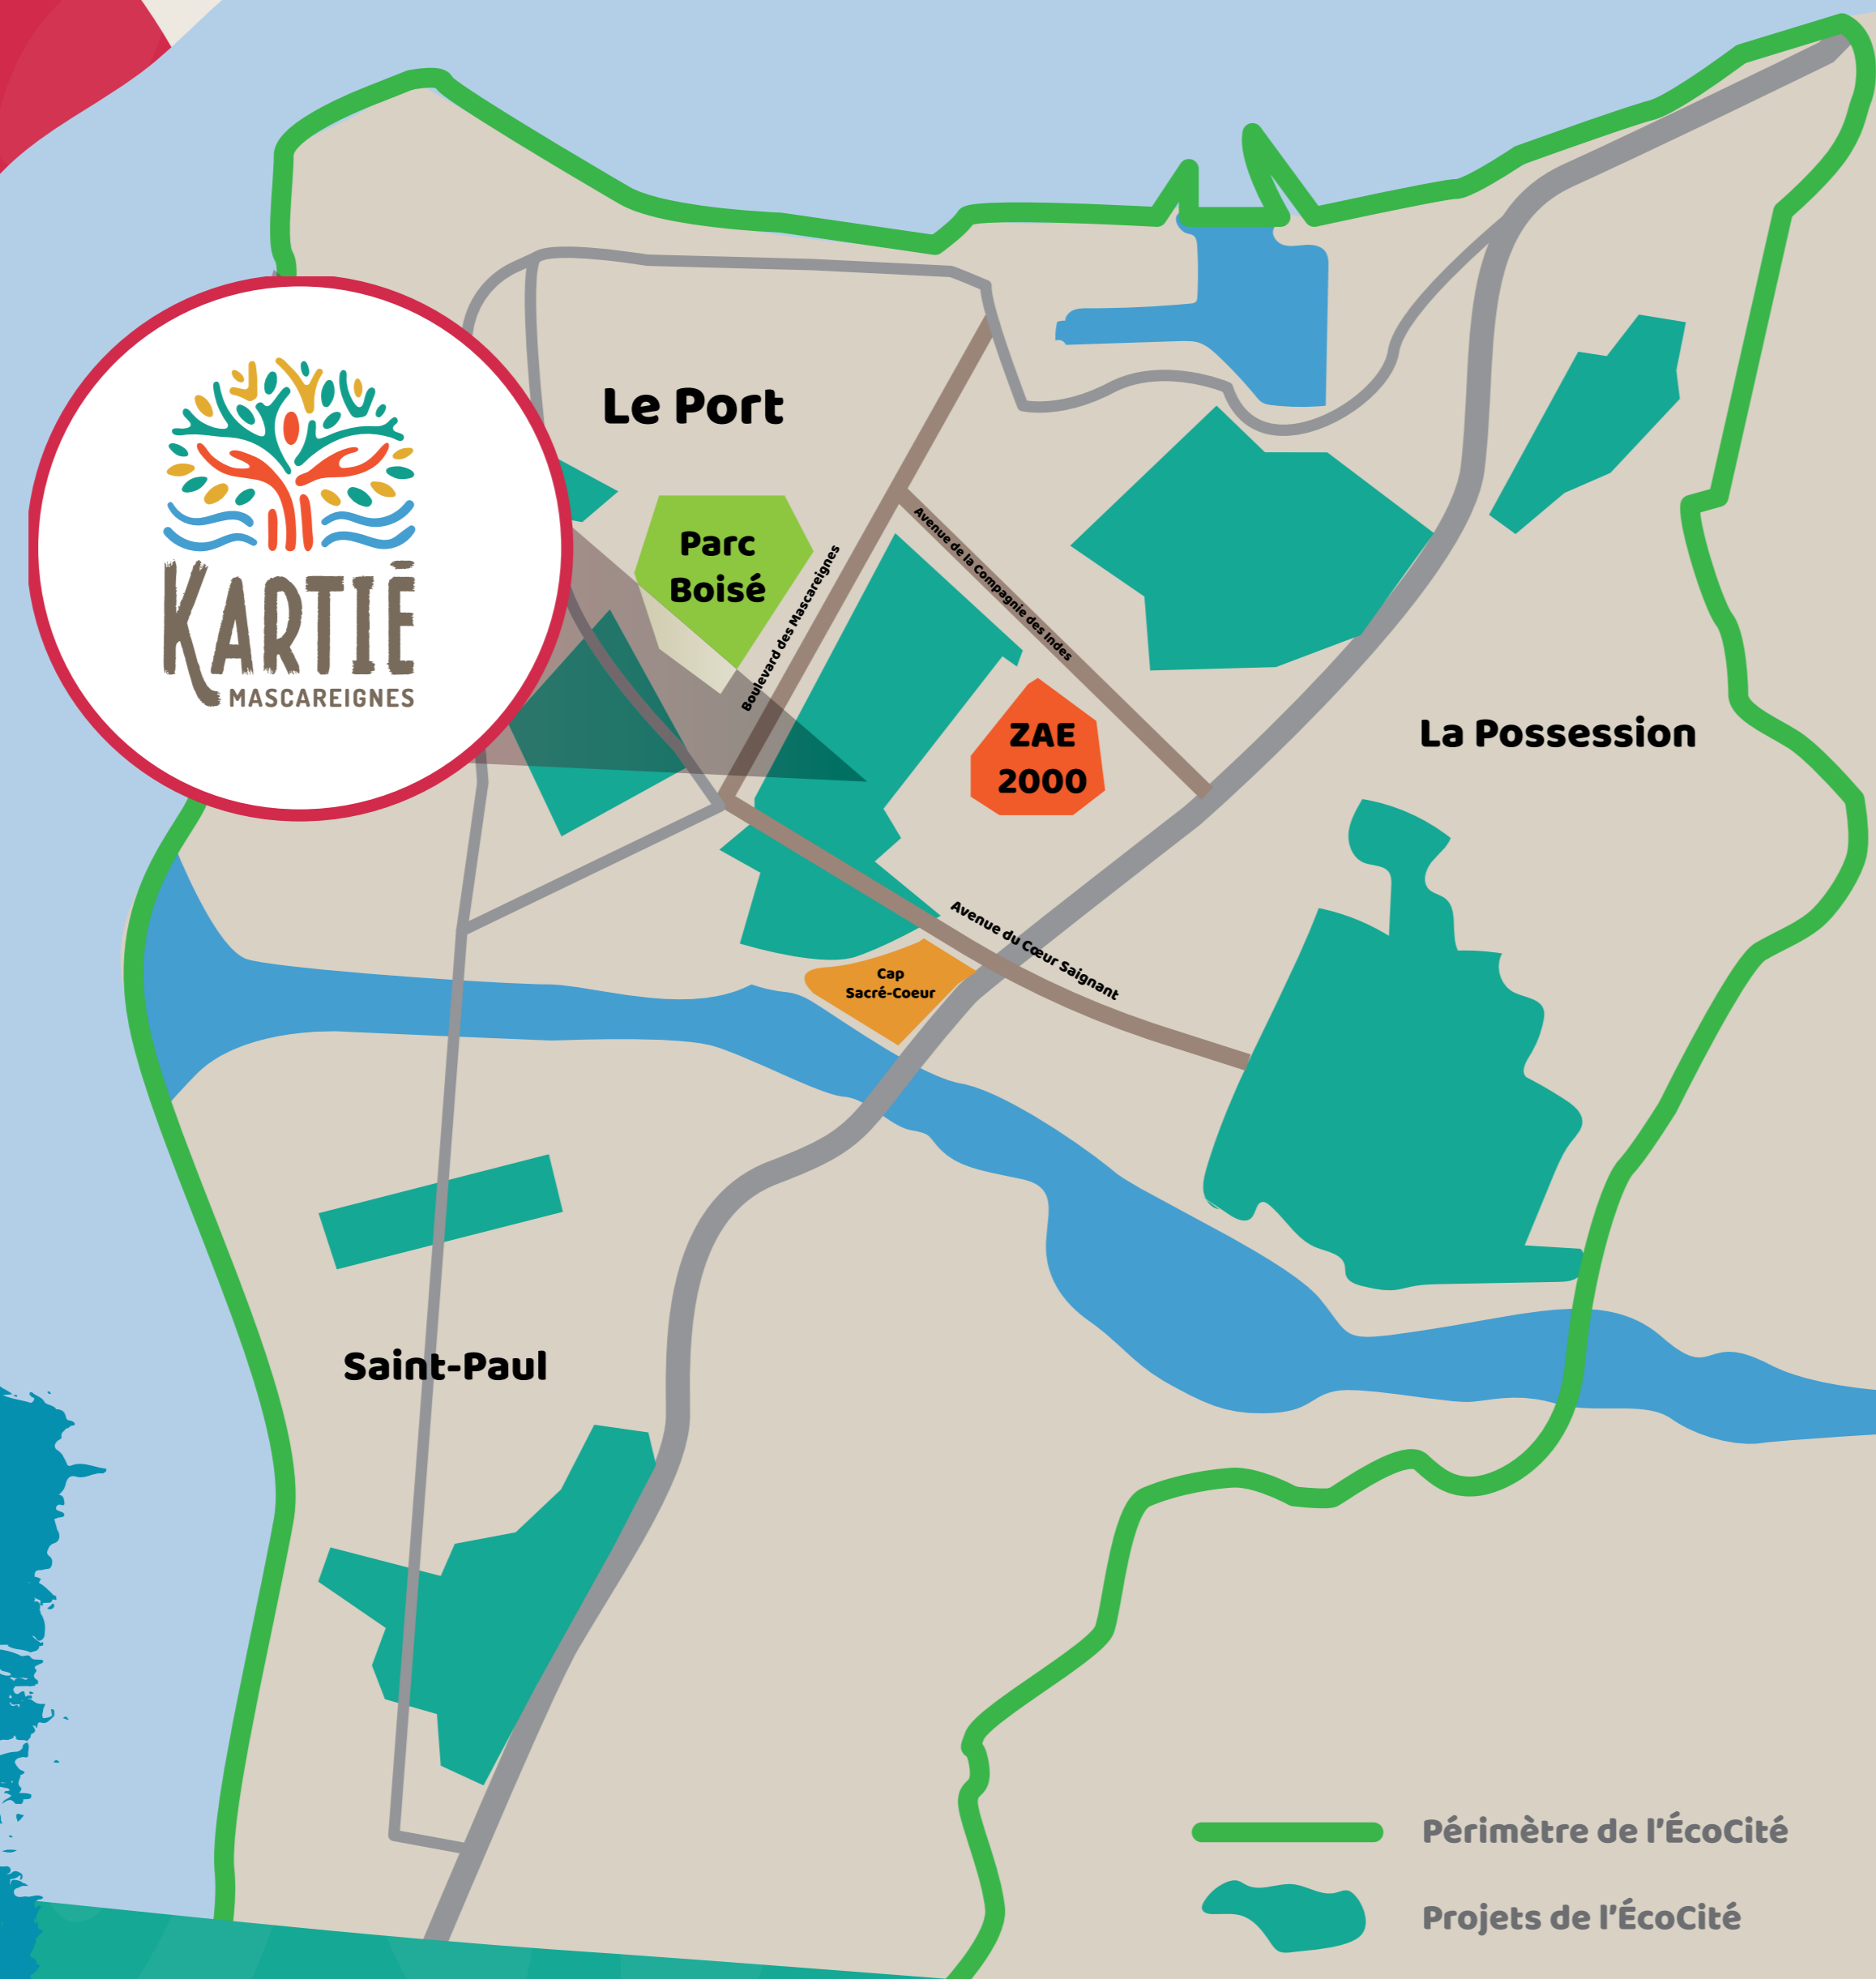 Le Port
Parc
Boisé
Boulevard des Mascareignes
Avenue de la Compagnie des Indes
KARTIÉ
MASCAREIGNES
ZAE
2000
La Possession
Avenue du Cœur Saignant
Cap
Sacré-Coeur
Saint-Paul
Périmètre de l'ÉcoCité
Projets de l'ÉcoCité